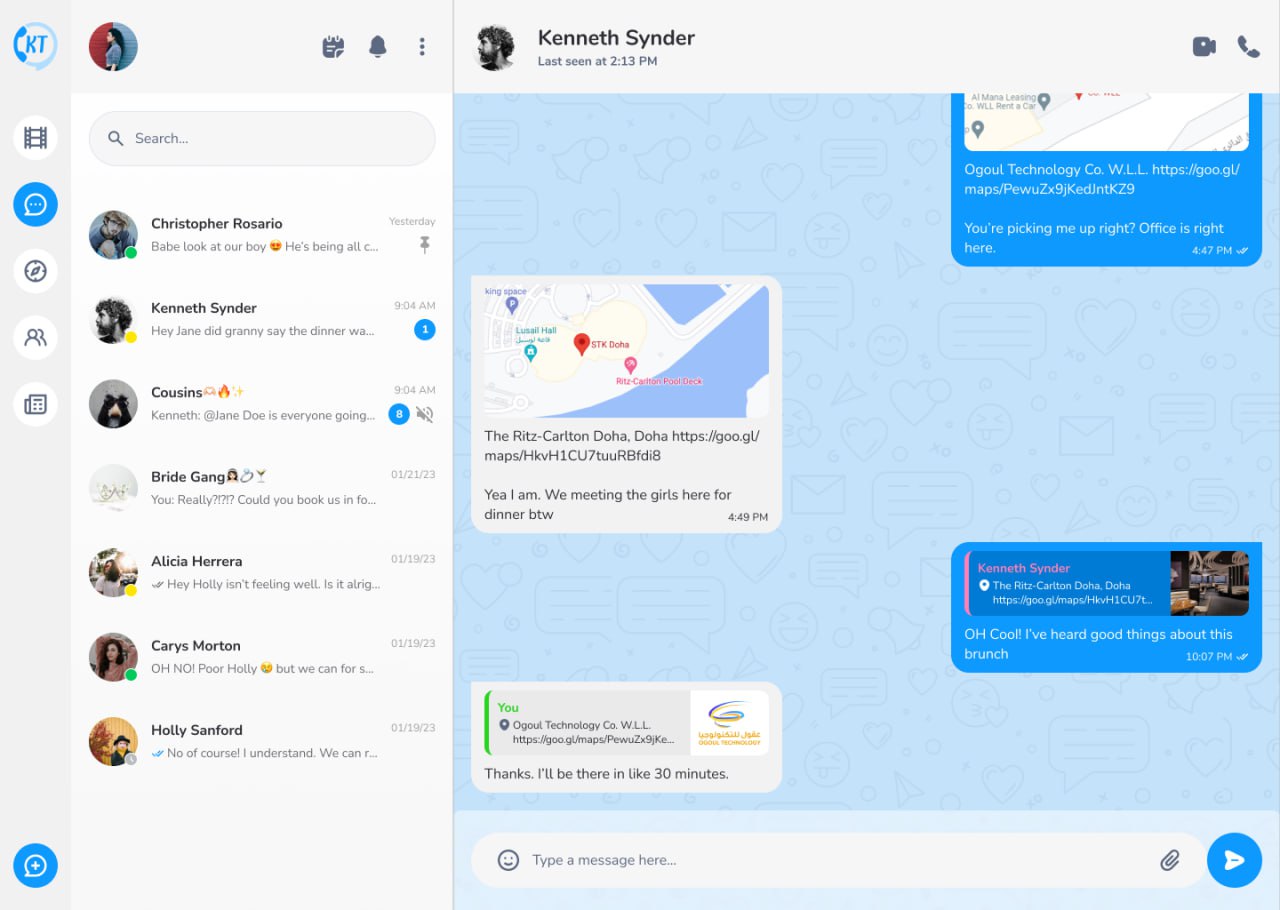 KT
Search...
Christopher Rosario
Yesterday
Babe look at our boy 😍 He's being all c...
Kenneth Synder
9:04 AM
Hey Jane did granny say the dinner wa...
1
Cousins🫶🏻🔥✨
9:04 AM
Kenneth: @Jane Doe is everyone going...
8
Bride Gang👰🏻💍🍸
01/21/23
You: Really?!?!? Could you book us in fo...
Alicia Herrera
01/19/23
Hey Holly isn't feeling well. Is it alrig...
Carys Morton
01/19/23
OH NO! Poor Holly 😢 but we can for s...
Holly Sanford
01/19/23
No of course! I understand. We can r...
Kenneth Synder
Last seen at 2:13 PM
Al Mana Leasing
Co. WLL Rent a Car
Co. WLL
Ogoul Technology Co. W.L.L. https://goo.gl/
maps/PewuZx9jKedJntKZ9
You're picking me up right? Office is right
here.
4:47 PM
king space
P
Lusail Hall
قاعة لوسيل
STK Doha
Ritz-Carlton Pool Deck
The Ritz-Carlton Doha, Doha https://goo.gl/
maps/HkvH1CU7tuuRBfdi8
Yea I am. We meeting the girls here for
dinner btw
4:49 PM
Kenneth Synder
The Ritz-Carlton Doha, Doha
https://goo.gl/maps/HkvH1CU7t...
OH Cool! I've heard good things about this
brunch
10:07 PM
You
Ogoul Technology Co. W.L.L.
https://goo.gl/maps/PewuZx9jKe...
عقول للتكنولوجيا
OGOUL TECHNOLOGY
Thanks. I'll be there in like 30 minutes.
Type a message here...